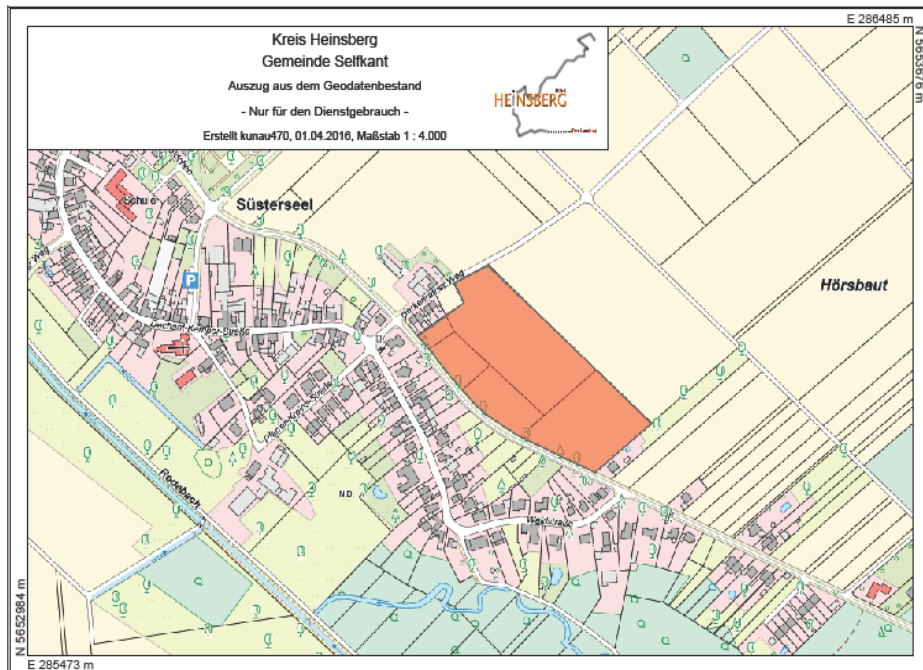 E 286485 m
N 5653676 m
Kreis Heinsberg
Gemeinde Selfkant
Auszug aus dem Geodatenbestand
- Nur für den Dienstgebrauch -
Erstellt kunau470, 01.04.2016, Maßstab 1 : 4.000
HEINSBERG
Schule
Süsterseel
P
Hörsbaut
Rodebach
ND
Waldstraße
N 5652984 m
E 285473 m